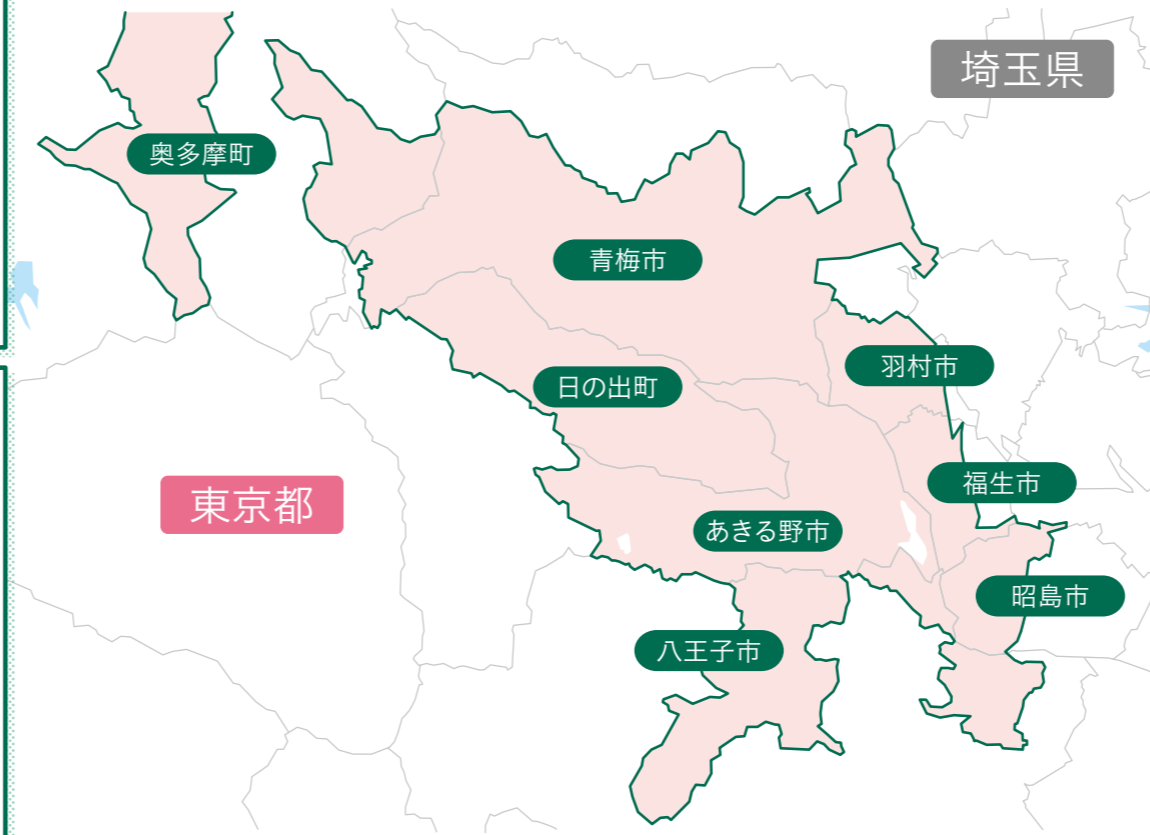 埼玉県
奥多摩町
青梅市
羽村市
日の出町
福生市
東京都
あきる野市
昭島市
八王子市